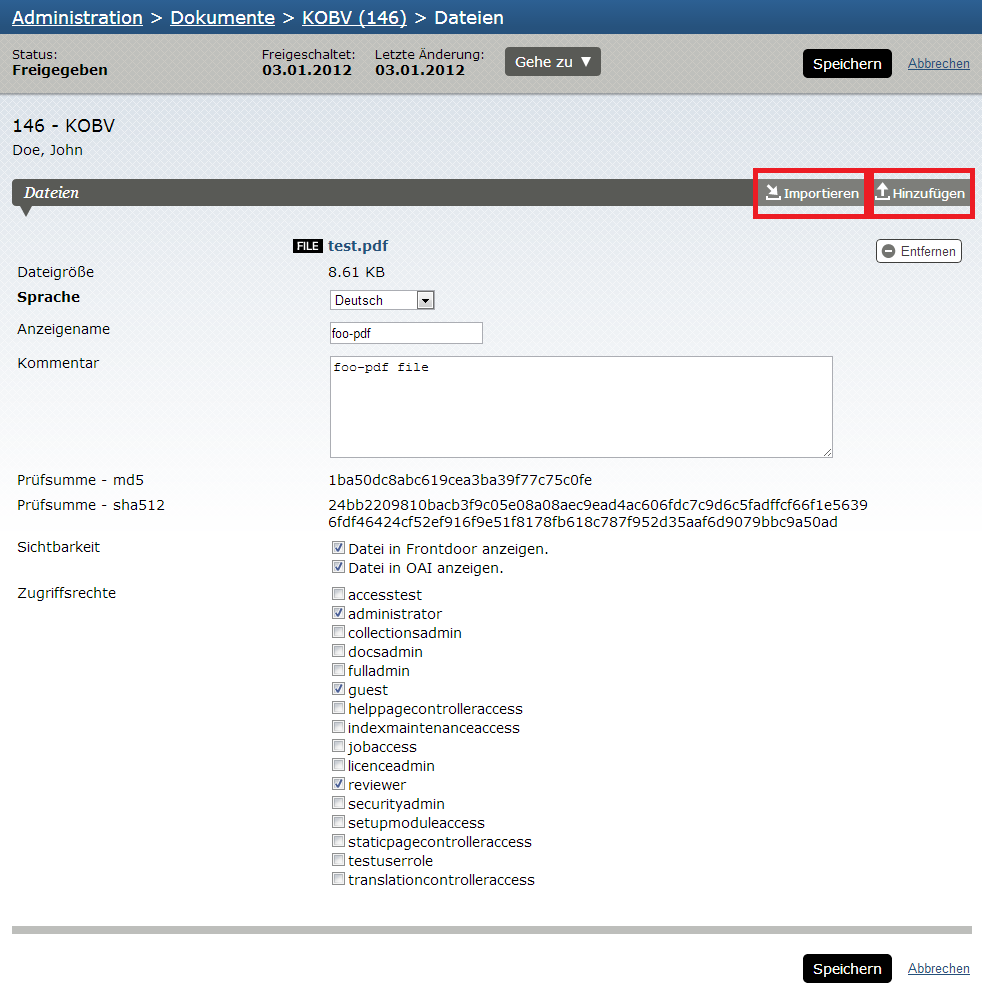 Administration > Dokumente > KOBV (146) > Dateien
Status: Freigeschaltet: Letzte Änderung: Gehe zu ▼ Speichern Abbrechen
Freigegeben 03.01.2012 03.01.2012
146 - KOBV
Doe, John
Dateien Importieren Hinzufügen
FILE test.pdf Entfernen
Dateigröße 8.61 KB
Sprache Deutsch
Anzeigename foo-pdf
Kommentar foo-pdf file
Prüfsumme - md5 1ba50dc8abc619cea3ba39f77c75c0fe
Prüfsumme - sha512 24bb2209810bacb3f9c05e08a08aec9ead4ac606fdc7c9d6c5fadffcf66f1e5639
6fdf46424cf52ef916f9e51f8178fb618c787f952d35aaf6d9079bbc9a50ad
Sichtbarkeit Datei in Frontdoor anzeigen.
Datei in OAI anzeigen.
Zugriffsrechte accesstest
administrator
collectionsadmin
docsadmin
fulladmin
guest
helppagecontrolleraccess
indexmaintenanceaccess
jobaccess
licenceadmin
reviewer
securityadmin
setupmoduleaccess
staticpagecontrolleraccess
testuserrole
translationcontrolleraccess
Speichern Abbrechen